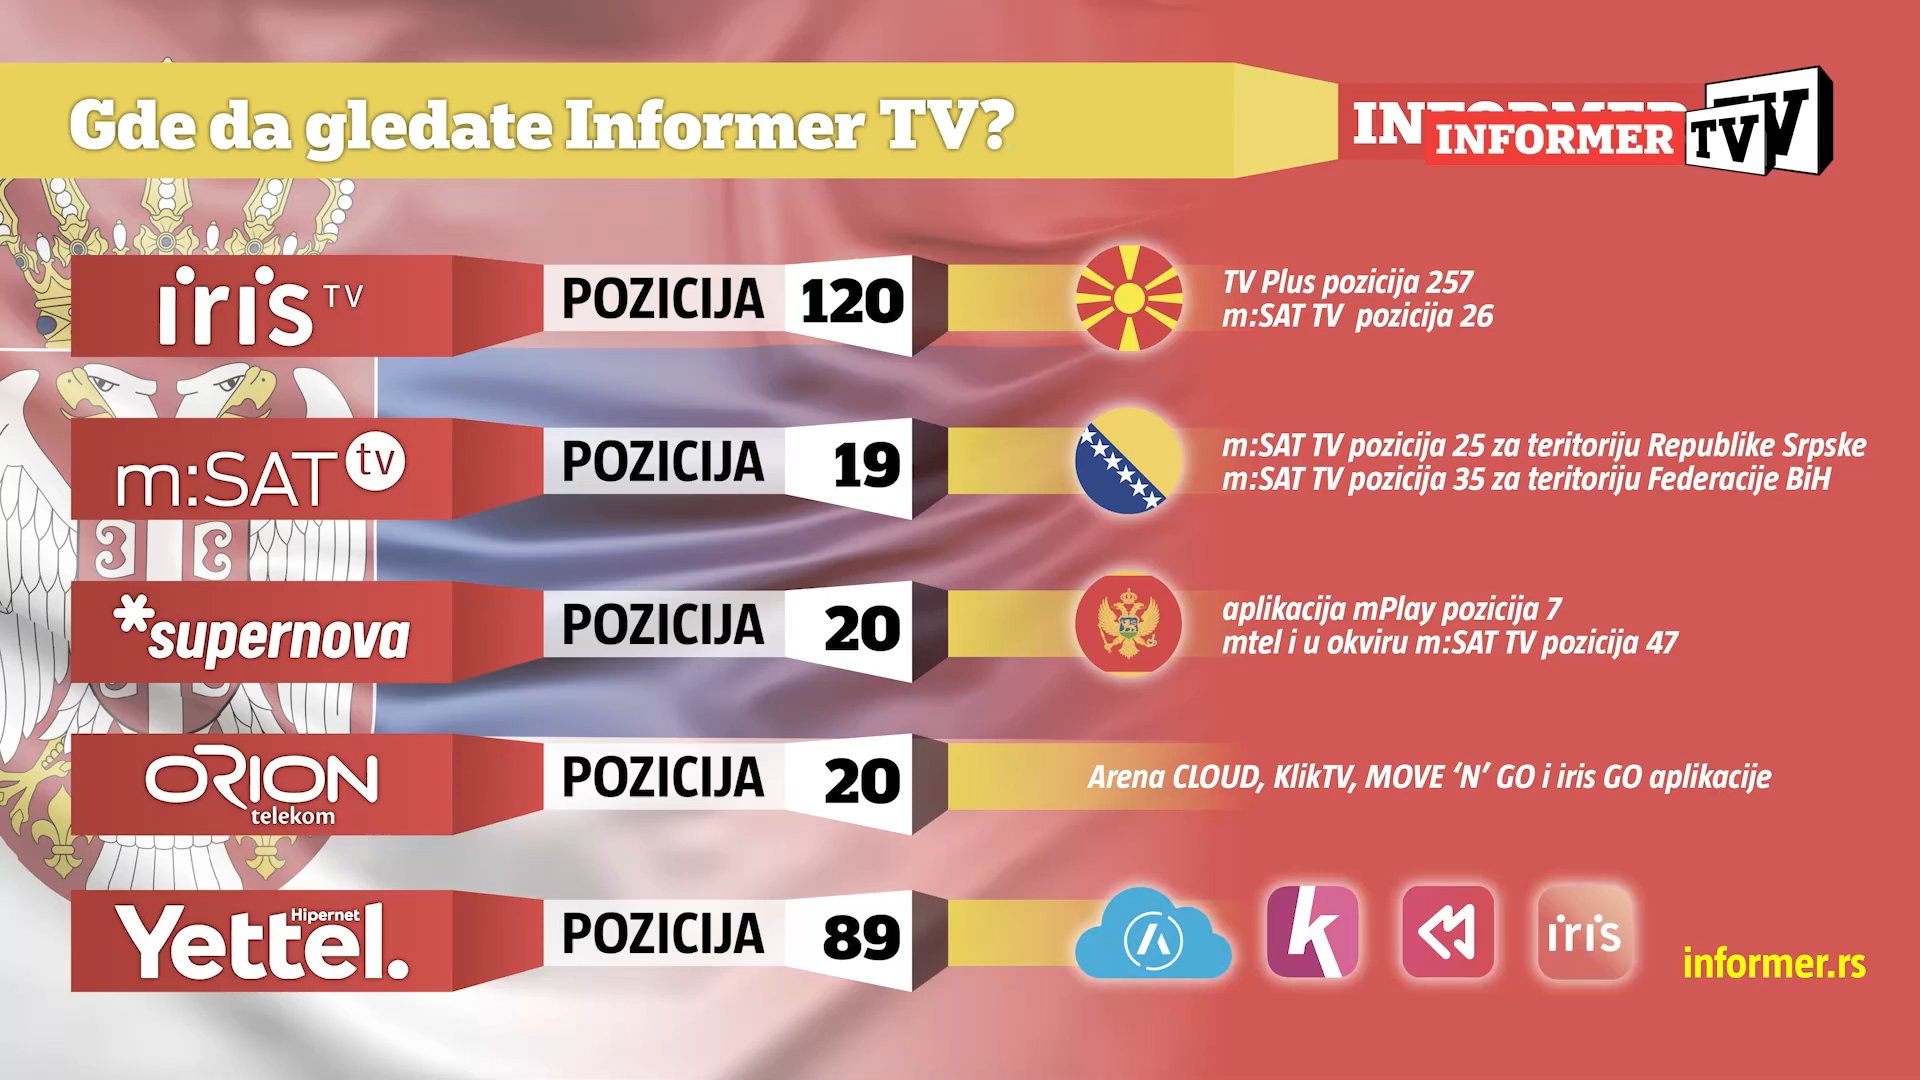 Gde da gledate Informer TV?
INFORMER TV
INFORMER TV
iris TV
POZICIJA 120
TV Plus pozicija 257
m:SAT TV pozicija 26
m:SAT tv
POZICIJA 19
m:SAT TV pozicija 25 za teritoriju Republike Srpske
m:SAT TV pozicija 35 za teritoriju Federacije BiH
*supernova
POZICIJA 20
aplikacija mPlay pozicija 7
mtel i u okviru m:SAT TV pozicija 47
ORION
telekom
POZICIJA 20
Arena CLOUD, KlikTV, MOVE ‘N’ GO i iris GO aplikacije
Hipernet
Yettel.
POZICIJA 89
k
iris
informer.rs